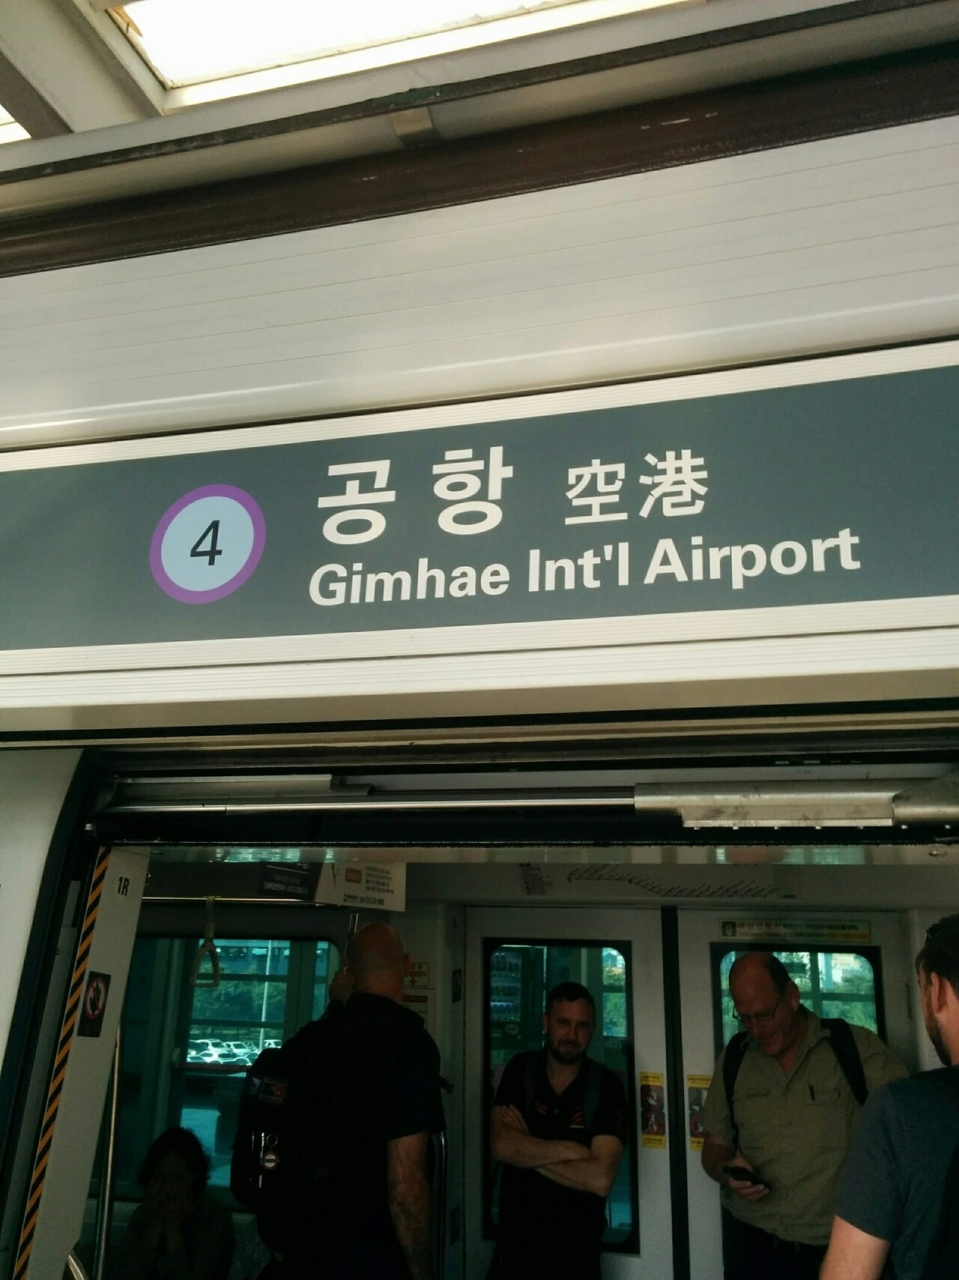 4
공항 空港
Gimhae Int'l Airport
1R